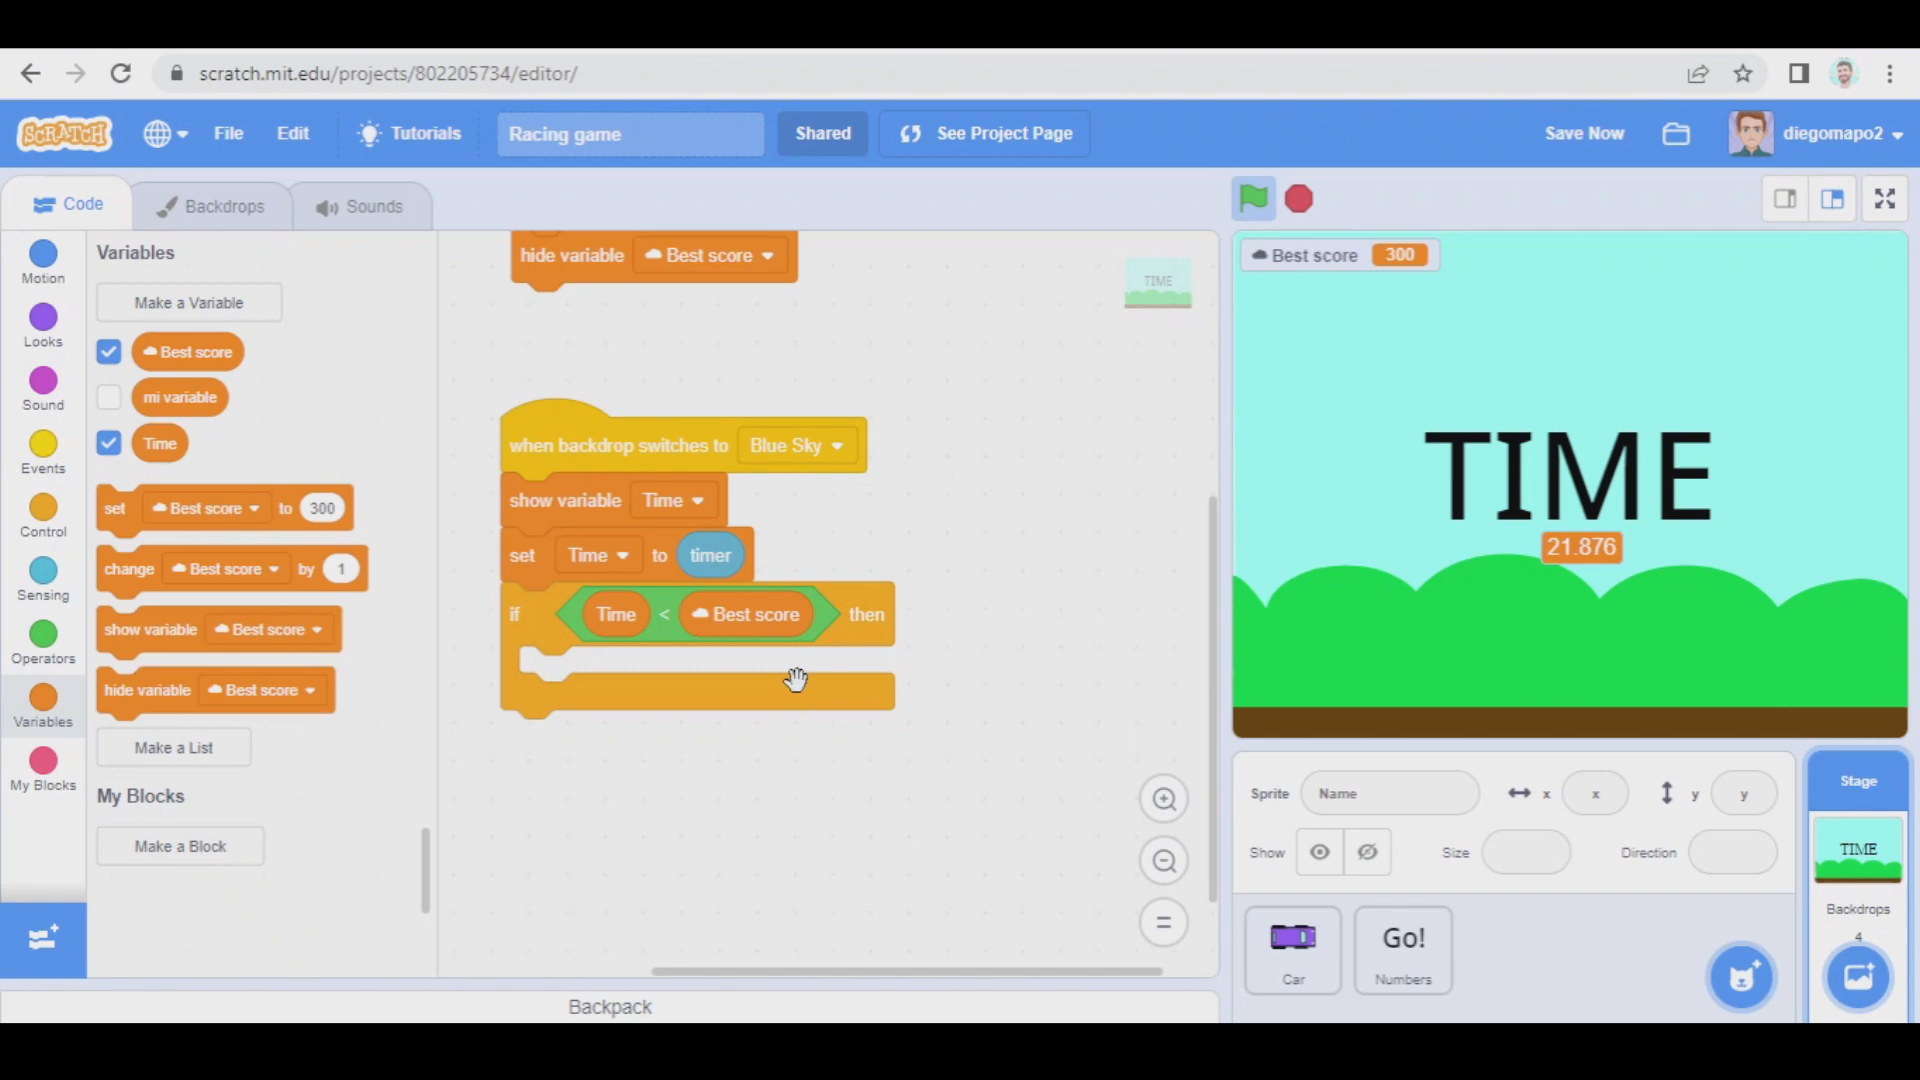 scratch.mit.edu/projects/802205734/editor/
SCRATCH
File
Edit
Tutorials
Racing game
Shared
See Project Page
Save Now
diegomapo2
Code
Backdrops
Sounds
Motion
Looks
Sound
Events
Control
Sensing
Operators
Variables
My Blocks
Variables
Make a Variable
Best score
mi variable
Time
set Best score to 300
change Best score by 1
show variable Best score
hide variable Best score
Make a List
My Blocks
Make a Block
hide variable Best score
TIME
when backdrop switches to Blue Sky
show variable Time
set Time to timer
if Time < Best score then
Backpack
Best score 300
TIME
21.876
Sprite Name x x y y
Show Size Direction
Car
Go!
Numbers
Stage
TIME
Backdrops
4